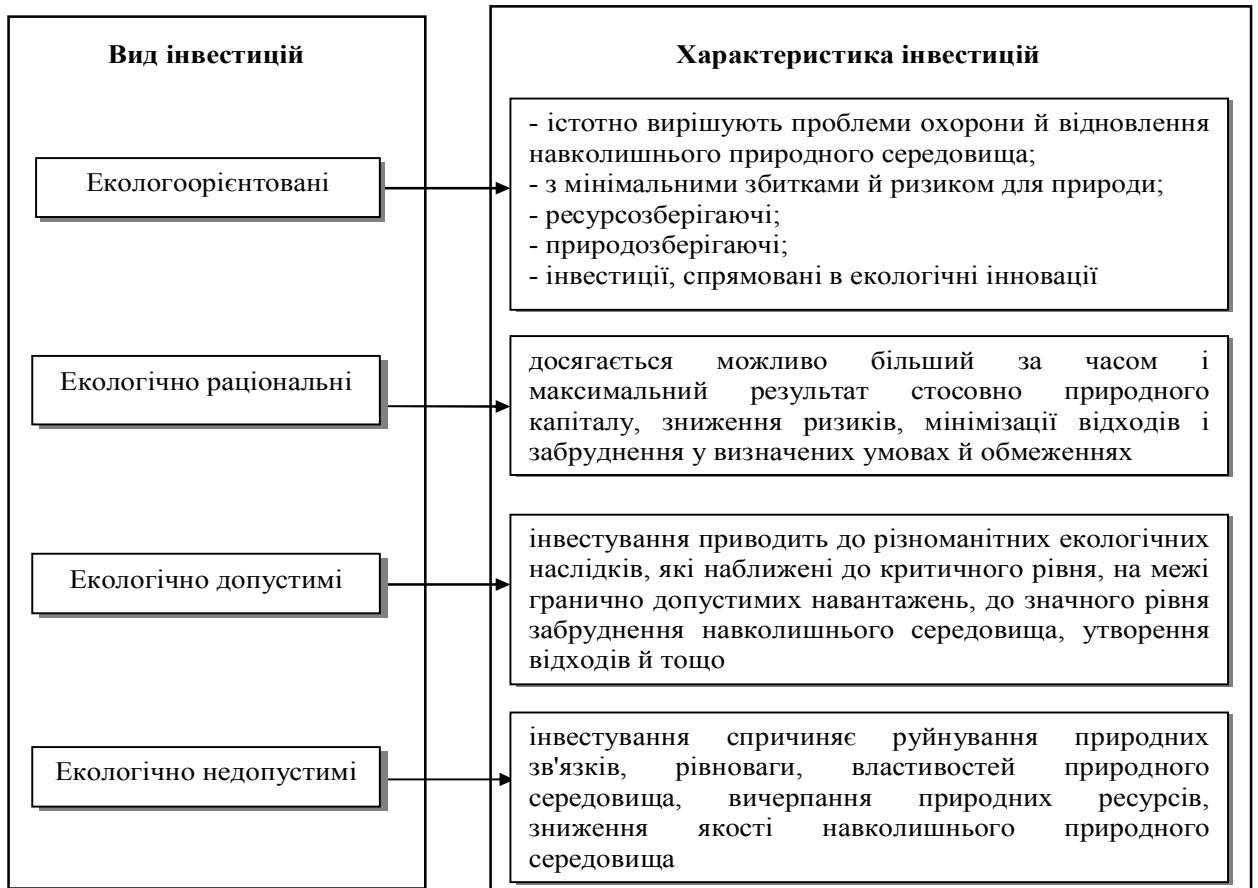 Вид інвестицій
Характеристика інвестицій
Екологоорієнтовані
- істотно вирішують проблеми охорони й відновлення
навколишнього природного середовища;
- з мінімальними збитками й ризиком для природи;
- ресурсозберігаючі;
- природозберігаючі;
- інвестиції, спрямовані в екологічні інновації
Екологічно раціональні
досягається можливо більший за часом і
максимальний результат стосовно природного
капіталу, зниження ризиків, мінімізації відходів і
забруднення у визначених умовах й обмеженнях
Екологічно допустимі
інвестування приводить до різноманітних екологічних
наслідків, які наближені до критичного рівня, на межі
гранично допустимих навантажень, до значного рівня
забруднення навколишнього середовища, утворення
відходів й тощо
Екологічно недопустимі
інвестування спричиняє руйнування природних
зв'язків, рівноваги, властивостей природного
середовища, вичерпання природних ресурсів,
зниження якості навколишнього природного
середовища